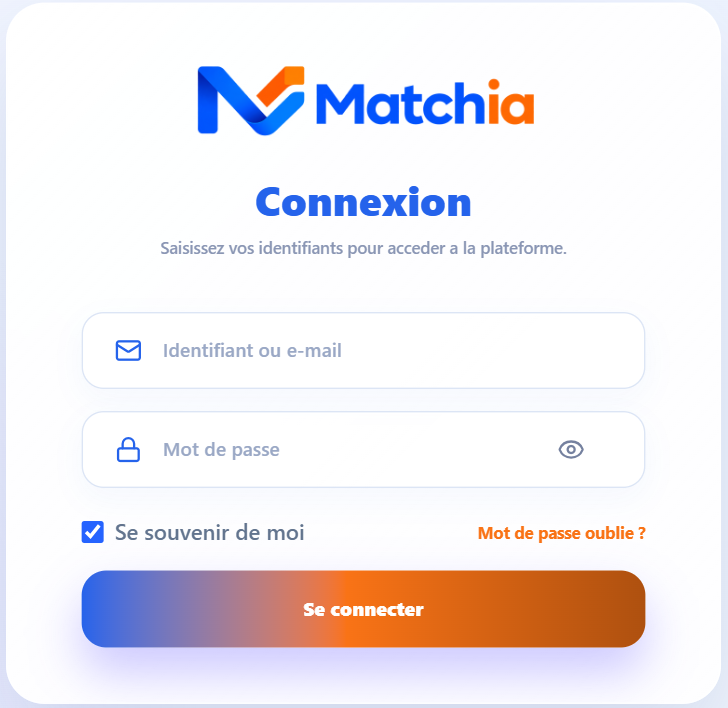 Matchia
Connexion
Saisissez vos identifiants pour acceder a la plateforme.
Identifiant ou e-mail
Mot de passe
Se souvenir de moi
Mot de passe oublie ?
Se connecter